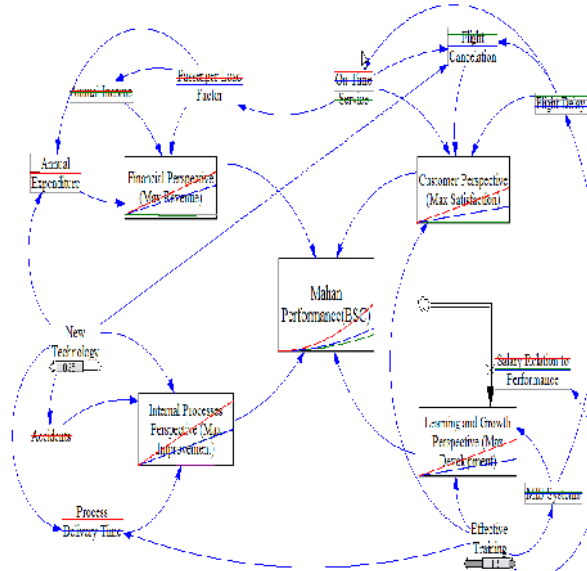 Flight
Cancelation
Passenger Load
Factor
On Time
Service
Annual Income
Flight Delay
Annual
Expenditure
Financial Perspective
(Max Revenue)
Customer Perspective
(Max Satisfaction)
Mahan
Performance(BSC)
New
Technology
Salary Relation to
Performance
Accidents
Internal Processes
Perspective (Max
Improvement)
Learning and Growth
Perspective (Max
Development)
MIS Systems
Process
Delivery Time
Effective
Training